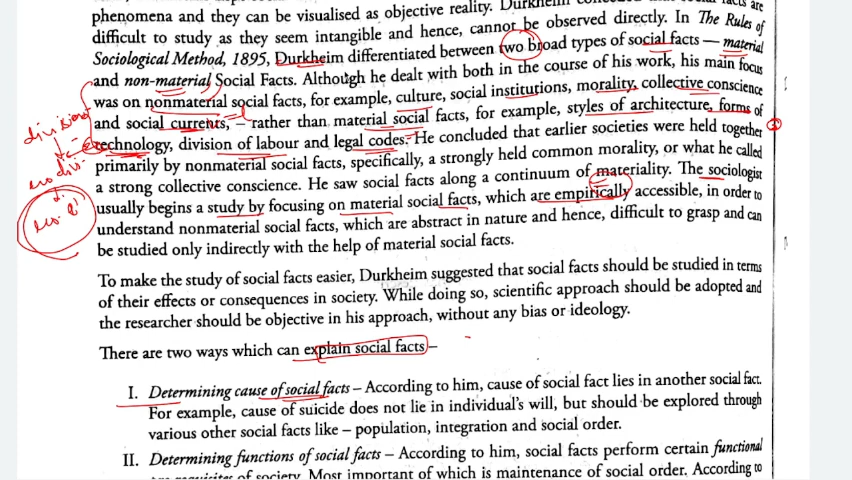 phenomena and they can be visualised as objective reality.
difficult to study as they seem intangible and hence, cannot be observed directly. In The Rules of
Sociological Method, 1895, Durkheim differentiated between two broad types of social facts – material
and non-material Social Facts. Although he dealt with both in the course of his work, his main focus
was on nonmaterial social facts, for example, culture, social institutions, morality, collective conscience
and social currents, – rather than material social facts, for example, styles of architecture, forms of
technology, division of labour and legal codes. He concluded that earlier societies were held together
primarily by nonmaterial social facts, specifically, a strongly held common morality, or what he called
a strong collective conscience. He saw social facts along a continuum of materiality. The sociologist
usually begins a study by focusing on material social facts, which are empirically accessible, in order to
understand nonmaterial social facts, which are abstract in nature and hence, difficult to grasp and can
be studied only indirectly with the help of material social facts.
To make the study of social facts easier, Durkheim suggested that social facts should be studied in terms
of their effects or consequences in society. While doing so, scientific approach should be adopted and
the researcher should be objective in his approach, without any bias or ideology.
There are two ways which can explain social facts –
I. Determining cause of social facts – According to him, cause of social fact lies in another social fact.
For example, cause of suicide does not lie in individual's will, but should be explored through
various other social facts like – population, integration and social order.
II. Determining functions of social facts – According to him, social facts perform certain functional
of society. Most important of which is maintenance of social order. According to